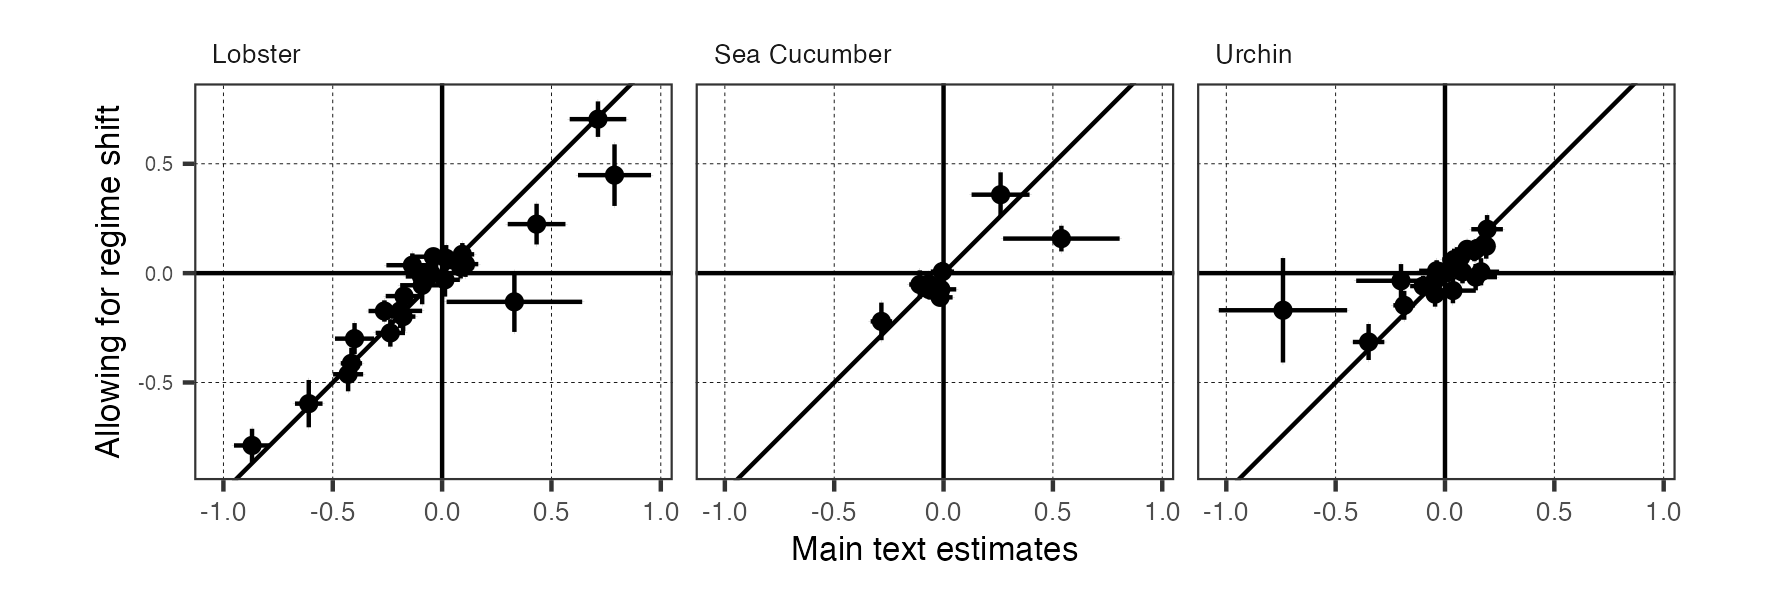 Lobster Sea Cucumber Urchin
Allowing for regime shift
0.5
0.0
-0.5
-1.0 -0.5 0.0 0.5 1.0 -1.0 -0.5 0.0 0.5 1.0 -1.0 -0.5 0.0 0.5 1.0
Main text estimates